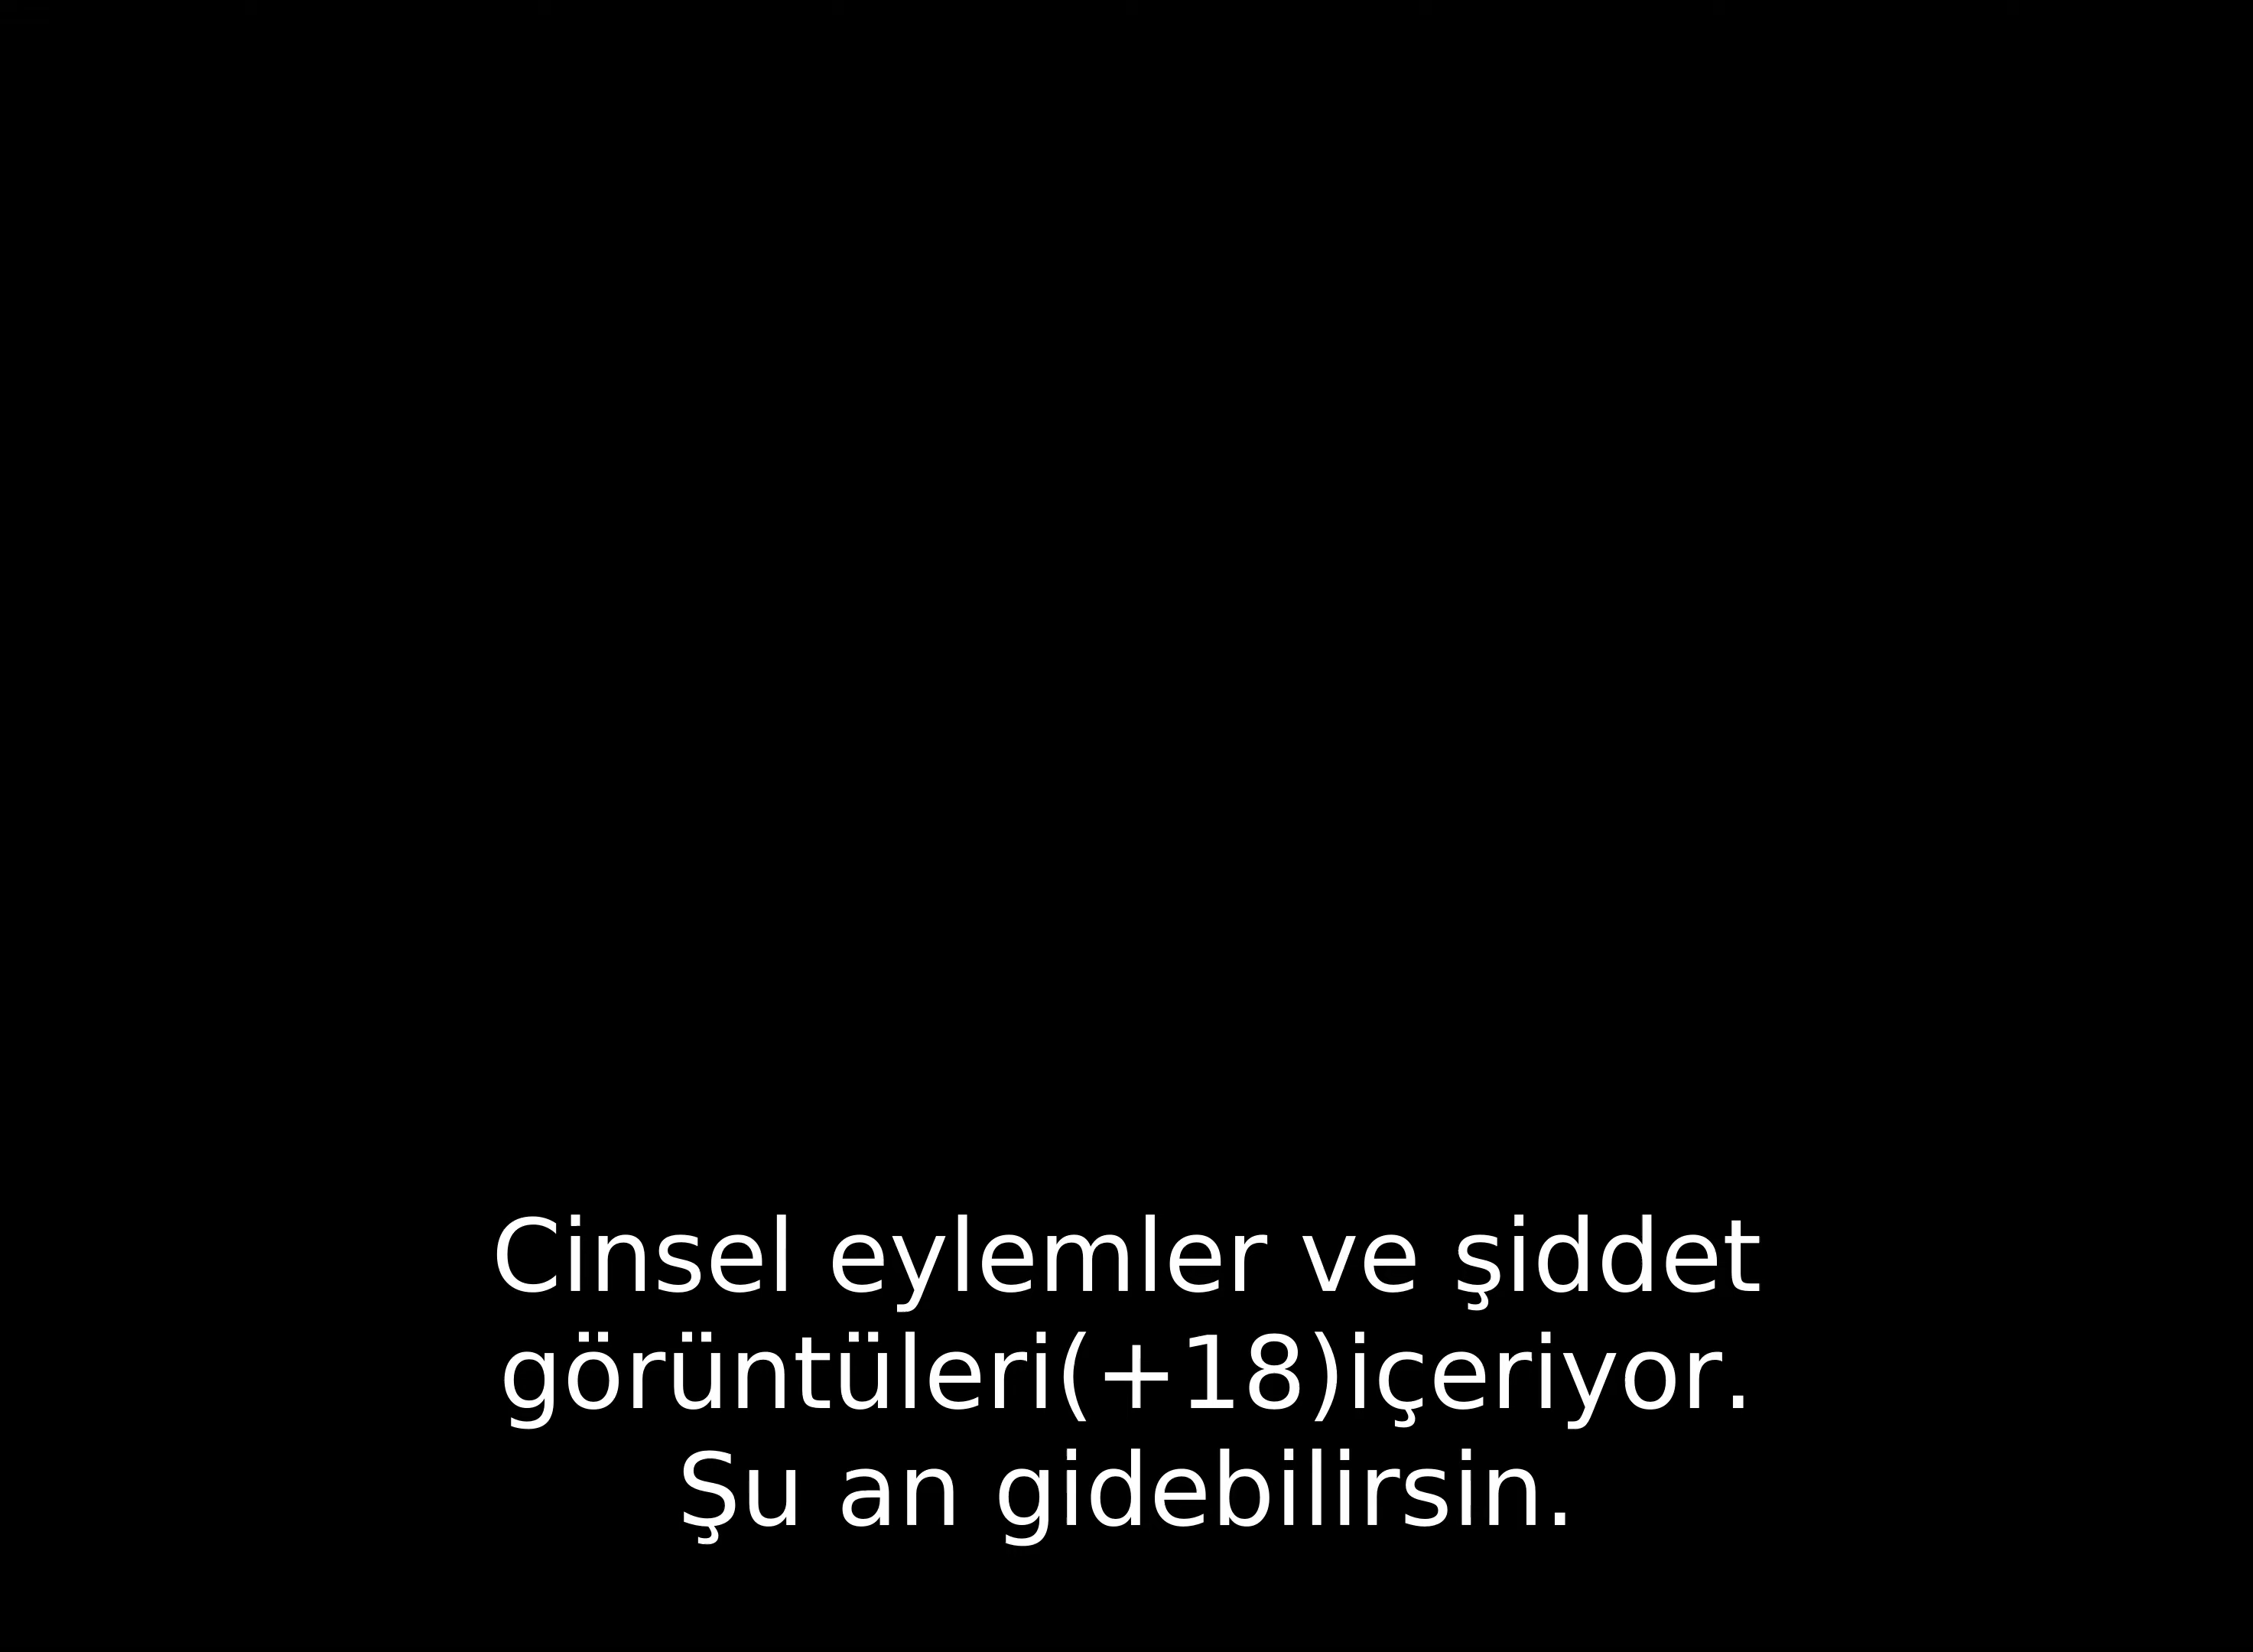 Cinsel eylemler ve şiddet
görüntüleri(+18)içeriyor.
Şu an gidebilirsin.